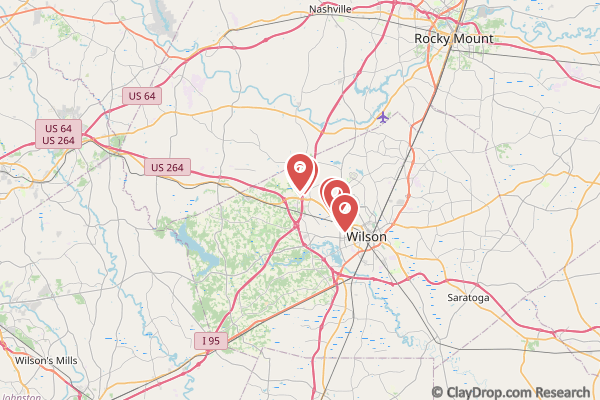 Nashville
Rocky Mount
US 64
US 64
US 264
US 264
Wilson
Saratoga
I 95
Wilson's Mills
Johnston
© ClayDrop.com Research